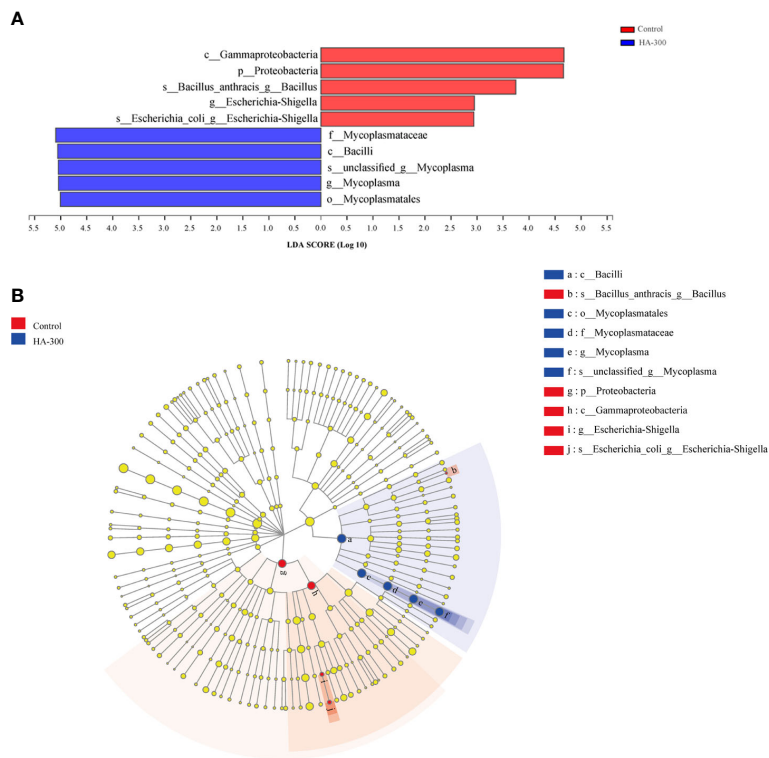 A
Control
HA-300
c__Gammaproteobacteria
p__Proteobacteria
s__Bacillus_anthracis_g__Bacillus
g__Escherichia-Shigella
s__Escherichia_coli_g__Escherichia-Shigella
f__Mycoplasmataceae
c__Bacilli
s__unclassified_g__Mycoplasma
g__Mycoplasma
o__Mycoplasmatales
5.5 5.0 4.5 4.0 3.5 3.0 2.5 2.0 1.5 1.0 0.5 0.0 0.5 1.0 1.5 2.0 2.5 3.0 3.5 4.0 4.5 5.0 5.5
LDA SCORE (Log 10)
B
Control
HA-300
a : c__Bacilli
b : s__Bacillus_anthracis_g__Bacillus
c : o__Mycoplasmatales
d : f__Mycoplasmataceae
e : g__Mycoplasma
f : s__unclassified_g__Mycoplasma
g : p__Proteobacteria
h : c__Gammaproteobacteria
i : g__Escherichia-Shigella
j : s__Escherichia_coli_g__Escherichia-Shigella
b
a
c
d
e
f
g
h
i
j